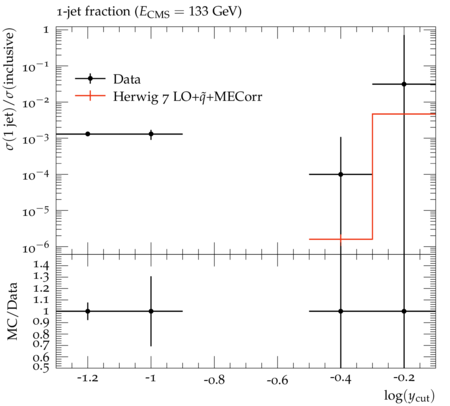 1-jet fraction (E_CMS = 133 GeV)
σ(1 jet)/σ(inclusive)
1
10⁻¹
10⁻²
10⁻³
10⁻⁴
10⁻⁵
10⁻⁶
Data
Herwig 7 LO+q̃+MECorr
MC/Data
1.4
1.3
1.2
1.1
1
0.9
0.8
0.7
0.6
0.5
-1.2 -1 -0.8 -0.6 -0.4 -0.2
log(y_cut)